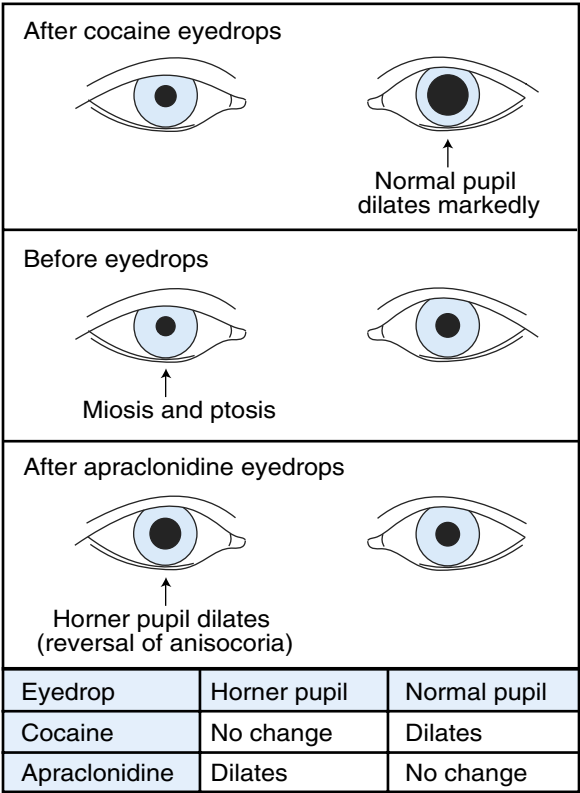 After cocaine eyedrops
Normal pupil
dilates markedly
Before eyedrops
Miosis and ptosis
After apraclonidine eyedrops
Horner pupil dilates
(reversal of anisocoria)
Eyedrop Horner pupil Normal pupil
Cocaine No change Dilates
Apraclonidine Dilates No change